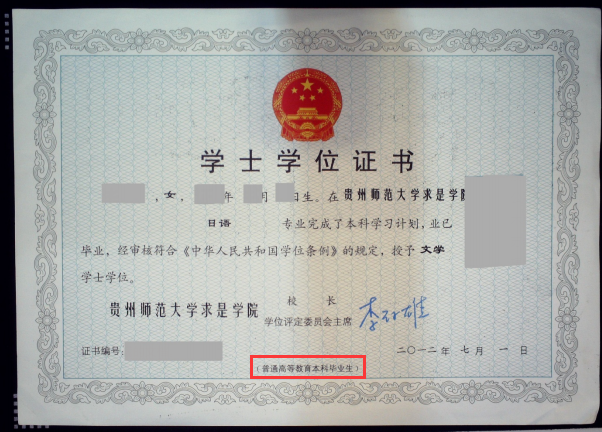 学士学位证书
，女，年月日生。在贵州师范大学求是学院
日语 专业完成了本科学习计划，业已
毕业，经审核符合《中华人民共和国学位条例》的规定，授予 文学
学士学位。
贵州师范大学求是学院
校 长
学位评定委员会主席
证书编号:
二〇一二年 七月 一 日
（普通高等教育本科毕业生）